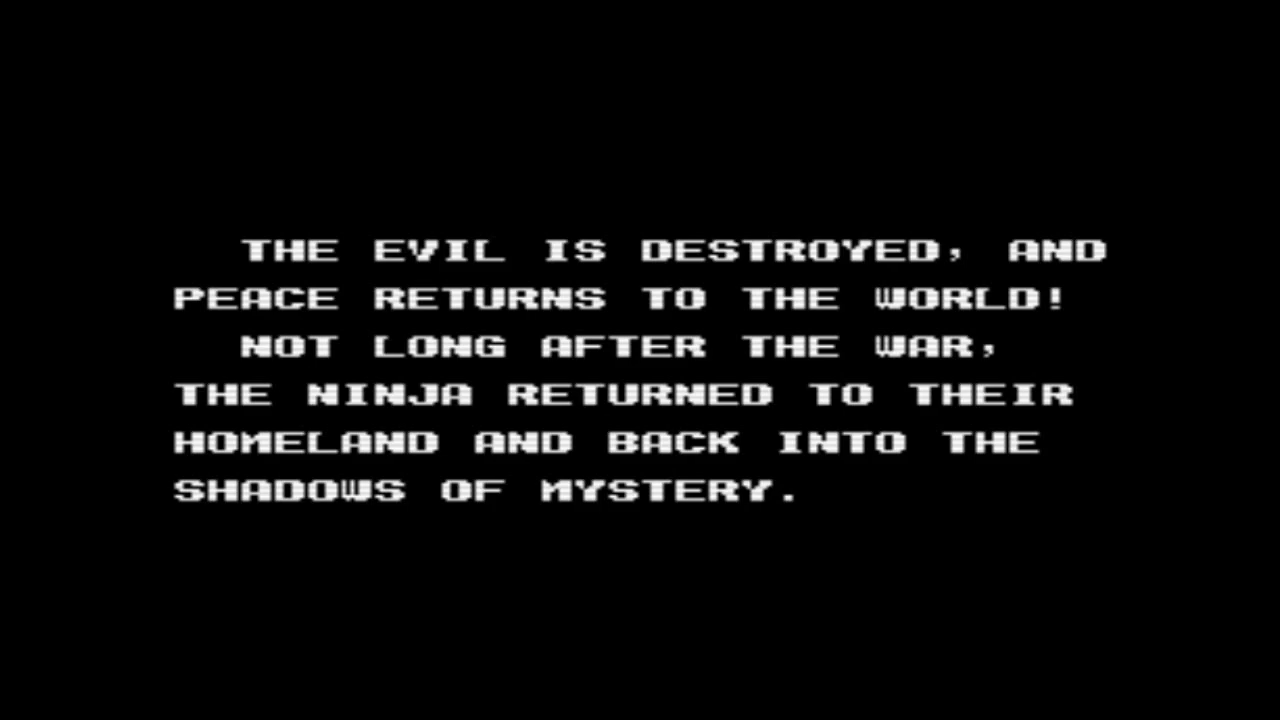 THE EVIL IS DESTROYED, AND
PEACE RETURNS TO THE WORLD!
NOT LONG AFTER THE WAR,
THE NINJA RETURNED TO THEIR
HOMELAND AND BACK INTO THE
SHADOWS OF MYSTERY.